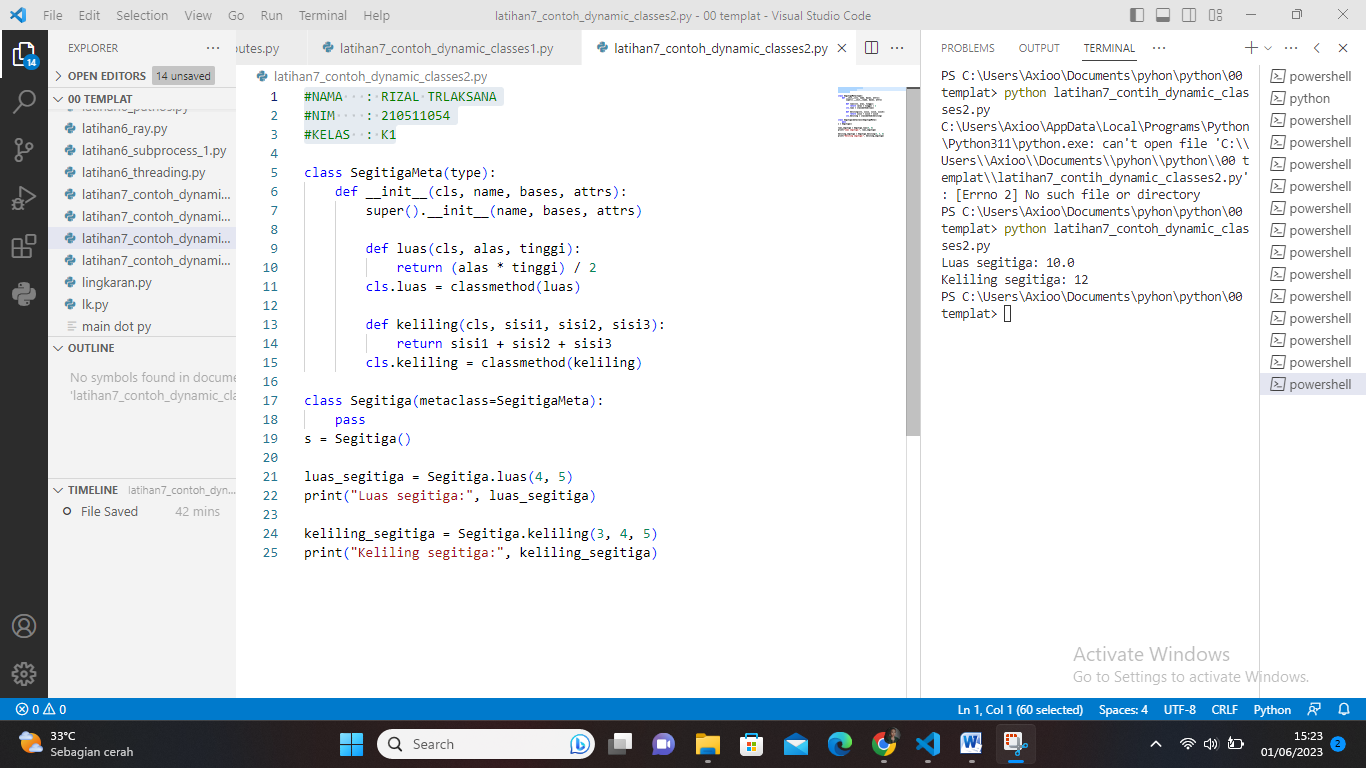 File Edit Selection View Go Run Terminal Help
latihan7_contoh_dynamic_classes2.py - 00 templat - Visual Studio Code
14
EXPLORER ...
OPEN EDITORS 14 unsaved
00 TEMPLAT
latihan6_pathos.py
latihan6_ray.py
latihan6_subprocess_1.py
latihan6_threading.py
latihan7_contoh_dynami...
latihan7_contoh_dynami...
latihan7_contoh_dynami...
latihan7_contoh_dynami...
lingkaran.py
lk.py
main dot py
OUTLINE
No symbols found in docume
'latihan7_contoh_dynamic_cla
TIMELINE latihan7_contoh_dyn...
File Saved 42 mins
outes.py
latihan7_contoh_dynamic_classes1.py
latihan7_contoh_dynamic_classes2.py
latihan7_contoh_dynamic_classes2.py
1 #NAMA   : RIZAL TRLAKSANA
2 #NIM    : 210511054
3 #KELAS  : K1
4
5 class SegitigaMeta(type):
6     def __init__(cls, name, bases, attrs):
7         super().__init__(name, bases, attrs)
8
9         def luas(cls, alas, tinggi):
10             return (alas * tinggi) / 2
11         cls.luas = classmethod(luas)
12
13         def keliling(cls, sisi1, sisi2, sisi3):
14             return sisi1 + sisi2 + sisi3
15         cls.keliling = classmethod(keliling)
16
17 class Segitiga(metaclass=SegitigaMeta):
18     pass
19 s = Segitiga()
20
21 luas_segitiga = Segitiga.luas(4, 5)
22 print("Luas segitiga:", luas_segitiga)
23
24 keliling_segitiga = Segitiga.keliling(3, 4, 5)
25 print("Keliling segitiga:", keliling_segitiga)
PROBLEMS OUTPUT TERMINAL ...
PS C:\Users\Axioo\Documents\pyhon\python\00
templat> python latihan7_contih_dynamic_clas
ses2.py
C:\Users\Axioo\AppData\Local\Programs\Python
\Python311\python.exe: can't open file 'C:\\
Users\\Axioo\\Documents\\pyhon\\python\\00 t
emplat\\latihan7_contih_dynamic_classes2.py'
: [Errno 2] No such file or directory
PS C:\Users\Axioo\Documents\pyhon\python\00
templat> python latihan7_contoh_dynamic_clas
ses2.py
Luas segitiga: 10.0
Keliling segitiga: 12
PS C:\Users\Axioo\Documents\pyhon\python\00
templat>
powershell
python
powershell
powershell
powershell
powershell
powershell
powershell
powershell
powershell
powershell
powershell
powershell
powershell
powershell
Activate Windows
Go to Settings to activate Windows.
0 0
Ln 1, Col 1 (60 selected) Spaces: 4 UTF-8 CRLF Python
33°C
Sebagian cerah
Search
15:23
01/06/2023
2